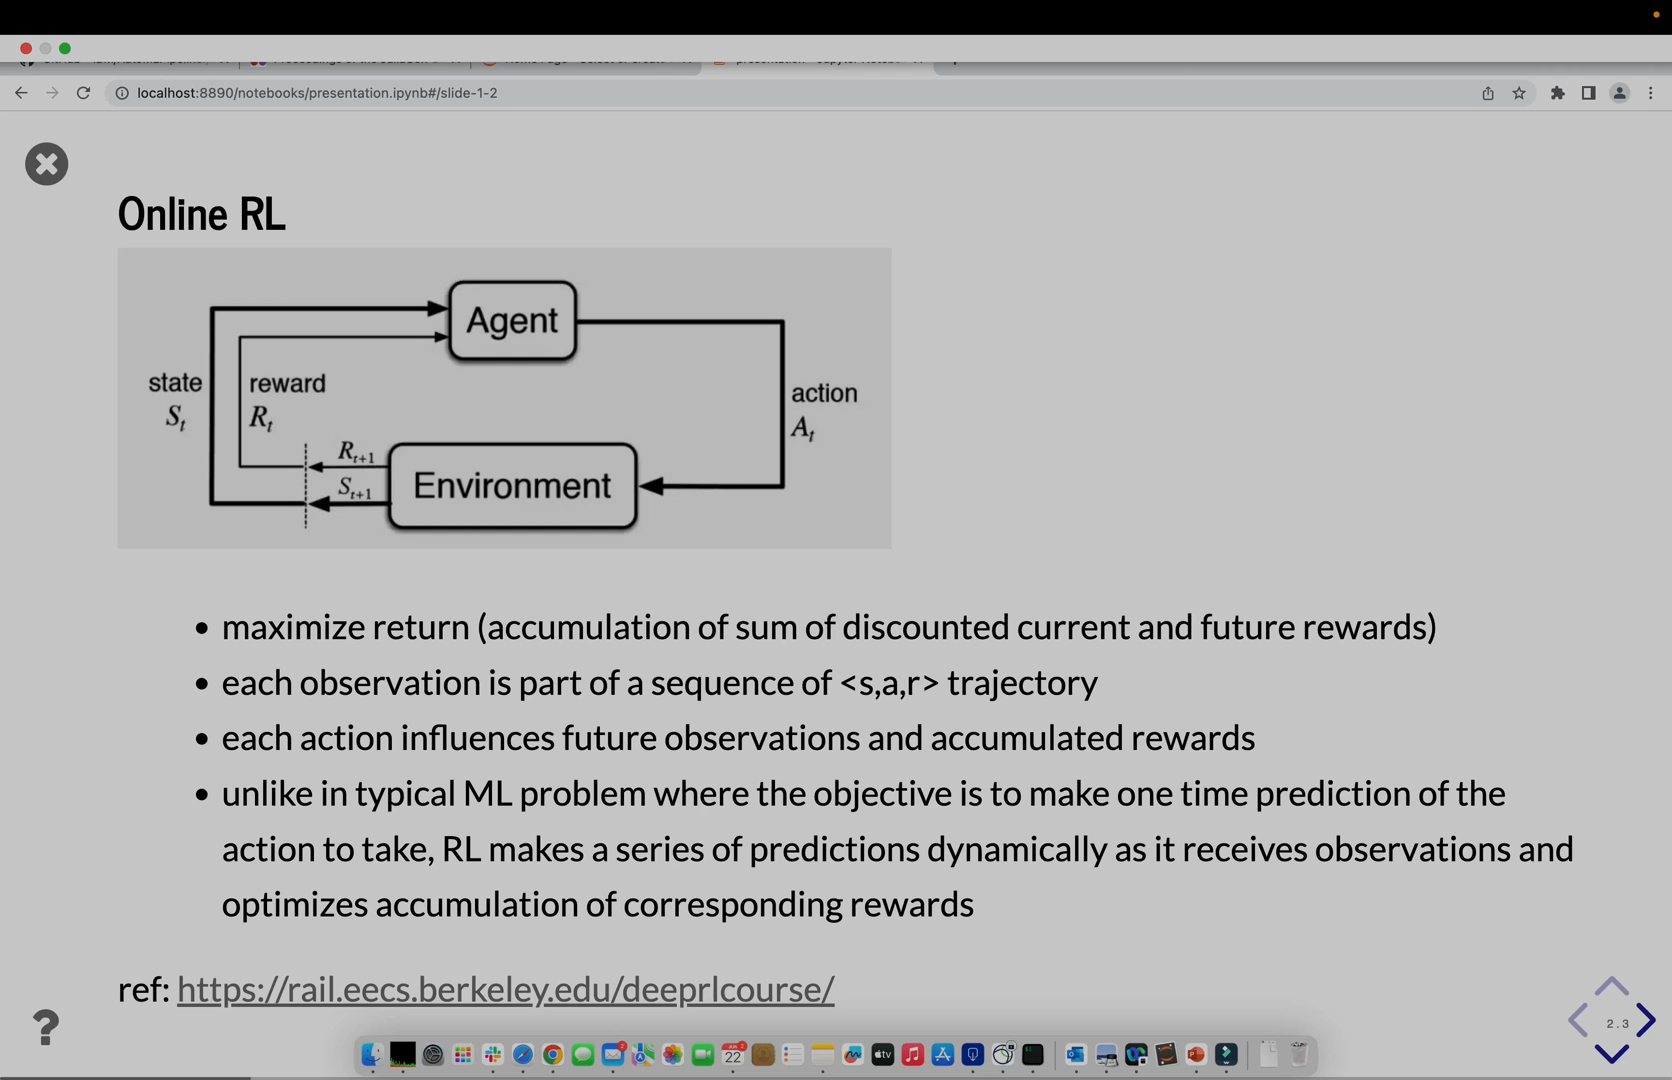 localhost:8890/notebooks/presentation.ipynb#/slide-1-2
Online RL
Agent
state
S_t
reward
R_t
action
A_t
R_{t+1}
S_{t+1}
Environment
• maximize return (accumulation of sum of discounted current and future rewards)
• each observation is part of a sequence of <s,a,r> trajectory
• each action influences future observations and accumulated rewards
• unlike in typical ML problem where the objective is to make one time prediction of the
action to take, RL makes a series of predictions dynamically as it receives observations and
optimizes accumulation of corresponding rewards
ref: https://rail.eecs.berkeley.edu/deeprlcourse/
?
2.3
22
tv